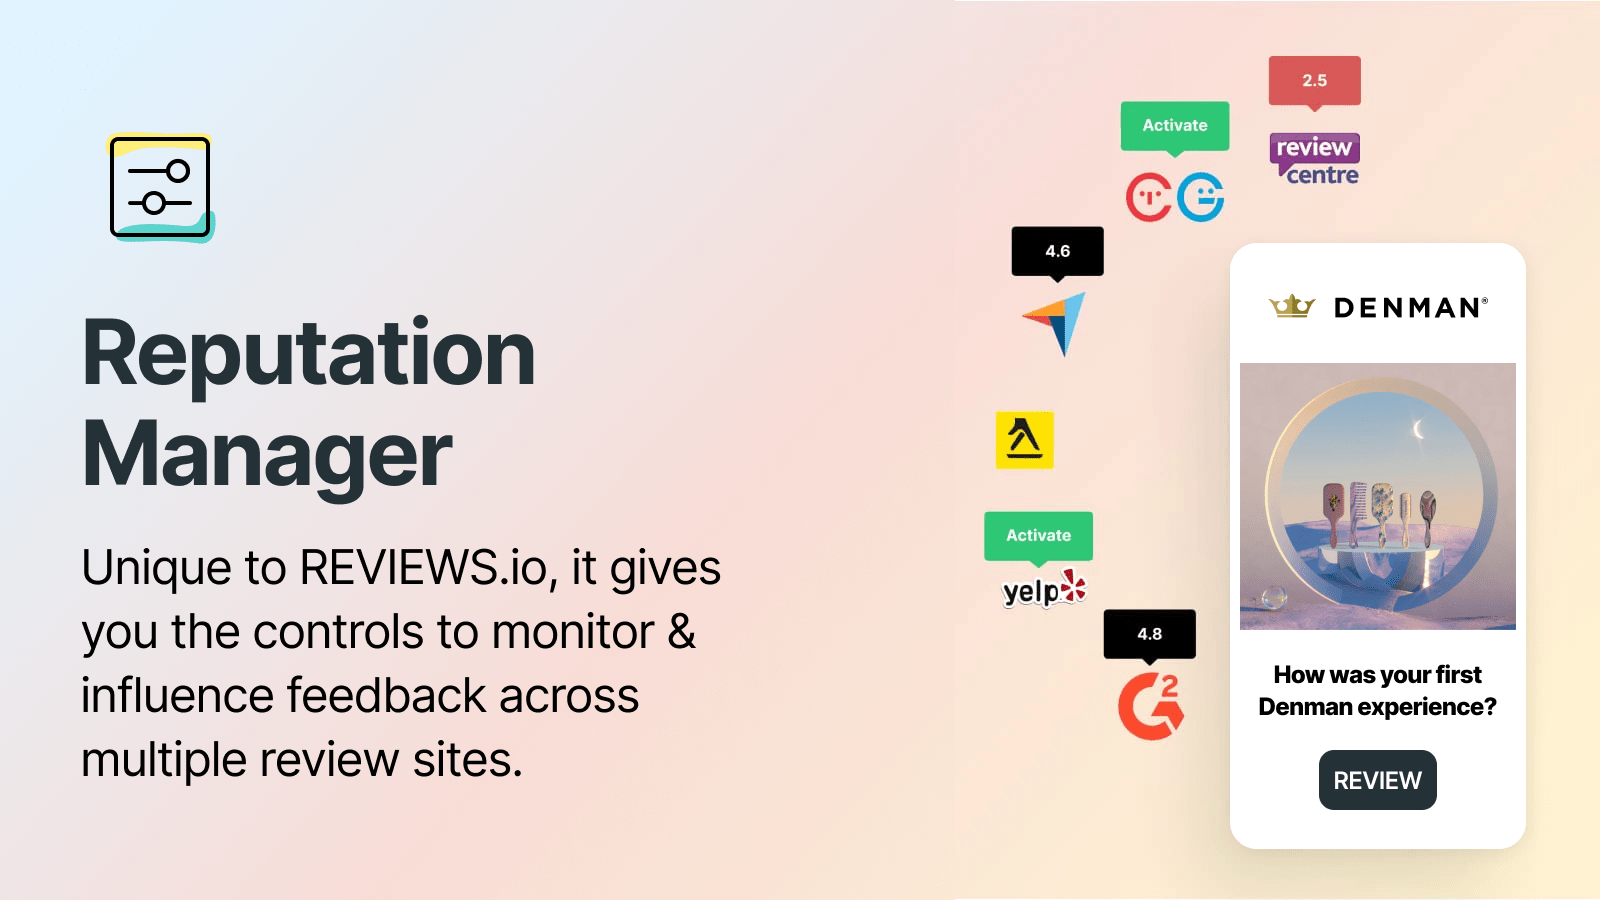 Reputation
Manager
Unique to REVIEWS.io, it gives
you the controls to monitor &
influence feedback across
multiple review sites.
2.5
review
centre
Activate
4.6
Activate
yelp
4.8
G2
DENMAN®
How was your first
Denman experience?
REVIEW